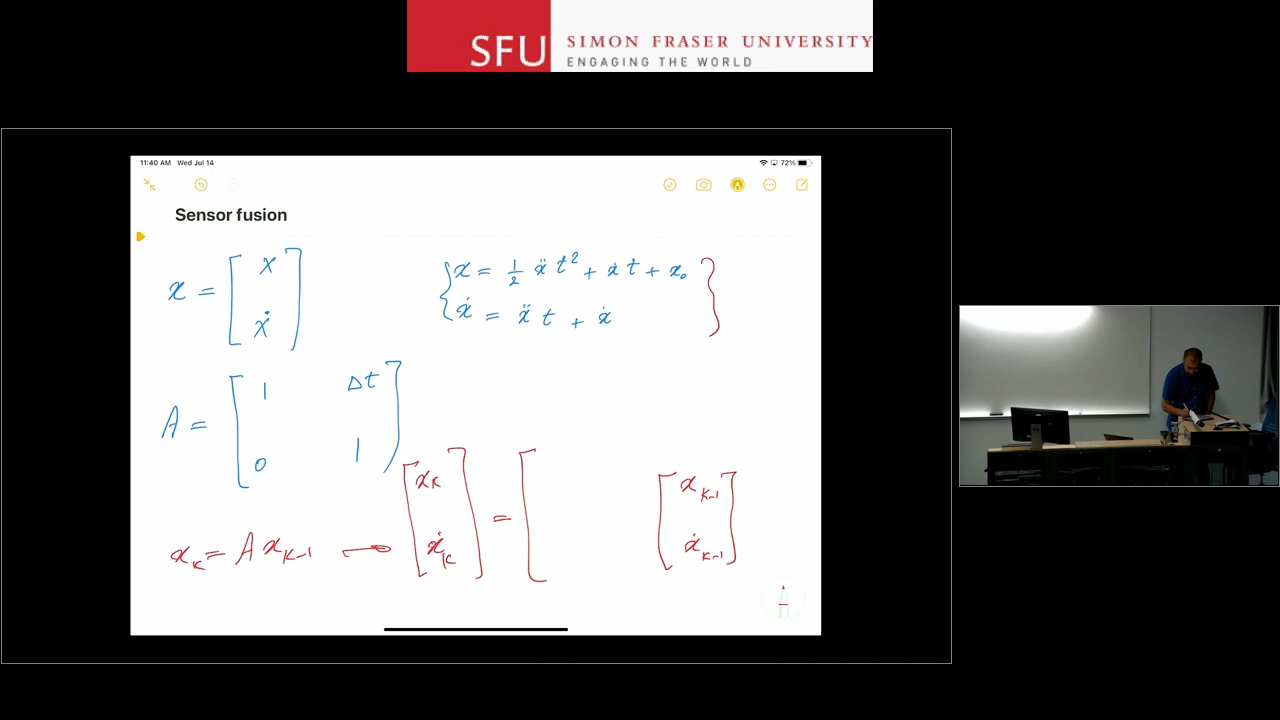 SFU SIMON FRASER UNIVERSITY
ENGAGING THE WORLD
11:40 AM Wed Jul 14
72%
Sensor fusion
x = [ X ; Ẋ ]
{ x = 1/2 ẍ t² + ẋ t + x₀
ẋ = ẍ t + ẋ }
A = [ 1 Δt ; 0 1 ]
x_K = A x_K-1 → [ x_K ; ẋ_K ] = [ [ x_K-1 ; ẋ_K-1 ]